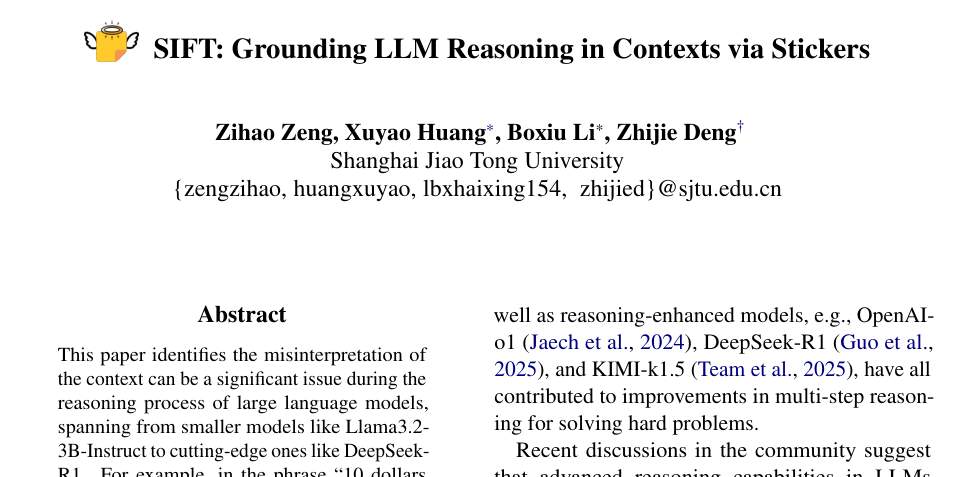 SIFT: Grounding LLM Reasoning in Contexts via Stickers
Zihao Zeng, Xuyao Huang*, Boxiu Li*, Zhijie Deng†
Shanghai Jiao Tong University
{zengzihao, huangxuyao, lbxhaixing154, zhijied}@sjtu.edu.cn
Abstract
This paper identifies the misinterpretation of
the context can be a significant issue during the
reasoning process of large language models,
spanning from smaller models like Llama3.2-
3B-Instruct to cutting-edge ones like DeepSeek-
R1. For example, in the phrase “10 dollars
well as reasoning-enhanced models, e.g., OpenAI-
o1 (Jaech et al., 2024), DeepSeek-R1 (Guo et al.,
2025), and KIMI-k1.5 (Team et al., 2025), have all
contributed to improvements in multi-step reason-
ing for solving hard problems.
Recent discussions in the community suggest
that advanced reasoning capabilities in LLMs